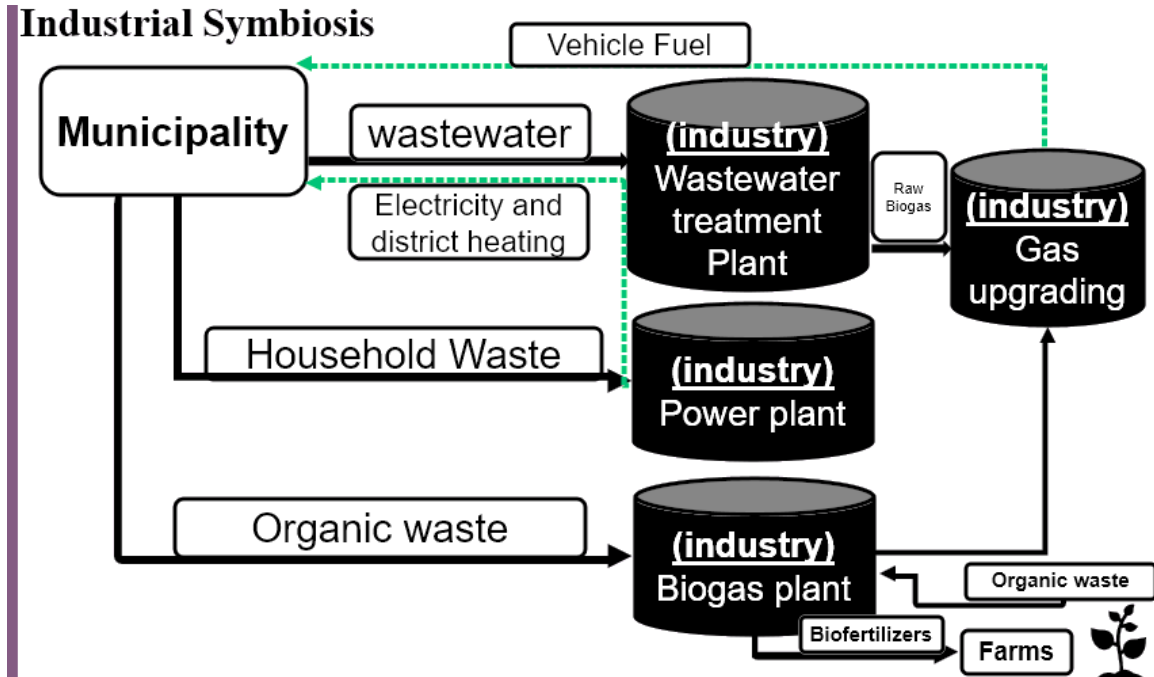 Industrial Symbiosis
Vehicle Fuel
Municipality
wastewater
(industry)
Wastewater
treatment
Plant
Raw
Biogas
(industry)
Gas
upgrading
Electricity and
district heating
Household Waste
(industry)
Power plant
Organic waste
(industry)
Biogas plant
Organic waste
Biofertilizers
Farms